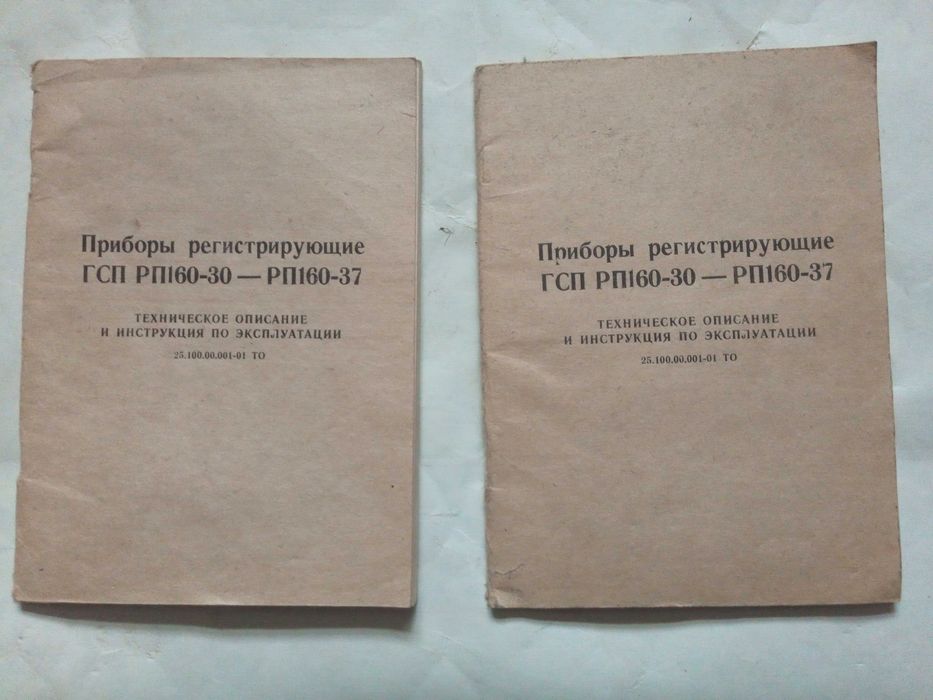 Приборы регистрирующие
ГСП РП160-30 — РП160-37
ТЕХНИЧЕСКОЕ ОПИСАНИЕ
И ИНСТРУКЦИЯ ПО ЭКСПЛУАТАЦИИ
25.100.00.001-01 ТО
Приборы регистрирующие
ГСП РП160-30 — РП160-37
ТЕХНИЧЕСКОЕ ОПИСАНИЕ
И ИНСТРУКЦИЯ ПО ЭКСПЛУАТАЦИИ
25.100.00.001-01 ТО